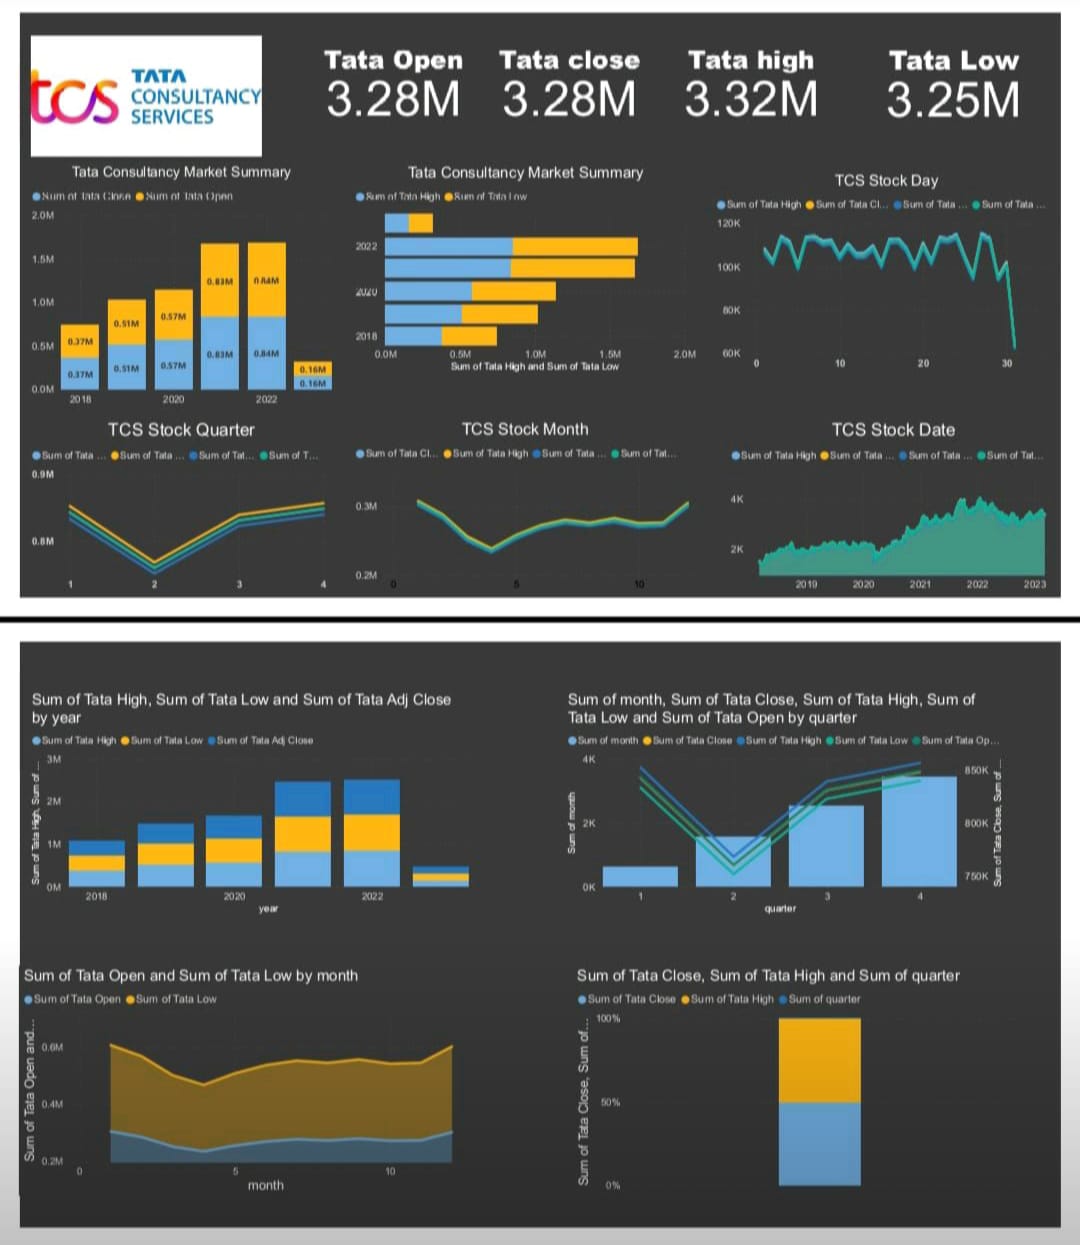 tcs TATA
CONSULTANCY
SERVICES
Tata Open
3.28M
Tata close
3.28M
Tata high
3.32M
Tata Low
3.25M
Tata Consultancy Market Summary
Sum of Tata Close Sum of Tata Open
2.0M
1.5M
1.0M
0.5M
0.0M
0.37M
0.37M
0.51M
0.51M
0.57M
0.57M
0.83M
0.83M
0.84M
0.84M
0.16M
0.16M
2018
2020
2022
Tata Consultancy Market Summary
Sum of Tata High Sum of Tata Low
2022
2020
2018
0.0M
0.5M
1.0M
1.5M
2.0M
Sum of Tata High and Sum of Tata Low
TCS Stock Day
Sum of Tata High Sum of Tata Cl... Sum of Tata ... Sum of Tata ...
120K
100K
80K
60K
0
10
20
30
TCS Stock Quarter
Sum of Tata ... Sum of Tata ... Sum of Tat... Sum of T...
0.9M
0.8M
1
2
3
4
TCS Stock Month
Sum of Tata Cl... Sum of Tata High Sum of Tata ... Sum of Tat...
0.3M
0.2M
0
5
10
TCS Stock Date
Sum of Tata High Sum of Tata ... Sum of Tata ... Sum of Tat...
4K
2K
2019
2020
2021
2022
2023
Sum of Tata High, Sum of Tata Low and Sum of Tata Adj Close
by year
Sum of Tata High Sum of Tata Low Sum of Tata Adj Close
Sum of Tata High, Sum of ...
3M
2M
1M
0M
2018
2020
2022
year
Sum of month, Sum of Tata Close, Sum of Tata High, Sum of
Tata Low and Sum of Tata Open by quarter
Sum of month Sum of Tata Close Sum of Tata High Sum of Tata Low Sum of Tata Op...
Sum of month
4K
2K
0K
850K
800K
750K
Sum of Tata Close, Sum of ...
1
2
3
4
quarter
Sum of Tata Open and Sum of Tata Low by month
Sum of Tata Open Sum of Tata Low
Sum of Tata Open and...
0.6M
0.4M
0.2M
0
5
10
month
Sum of Tata Close, Sum of Tata High and Sum of quarter
Sum of Tata Close Sum of Tata High Sum of quarter
Sum of Tata Close, Sum of...
100%
50%
0%